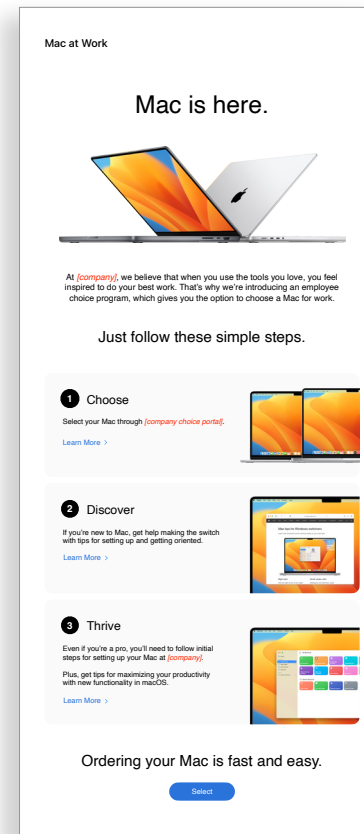 Mac at Work
Mac is here.
At [company], we believe that when you use the tools you love, you feel
inspired to do your best work. That's why we're introducing an employee
choice program, which gives you the option to choose a Mac for work.
Just follow these simple steps.
1 Choose
Select your Mac through [company choice portal].
Learn More >
2 Discover
If you're new to Mac, get help making the switch
with tips for setting up and getting oriented.
Learn More >
3 Thrive
Even if you're a pro, you'll need to follow initial
steps for setting up your Mac at [company].
Plus, get tips for maximizing your productivity
with new functionality in macOS.
Learn More >
Ordering your Mac is fast and easy.
Select